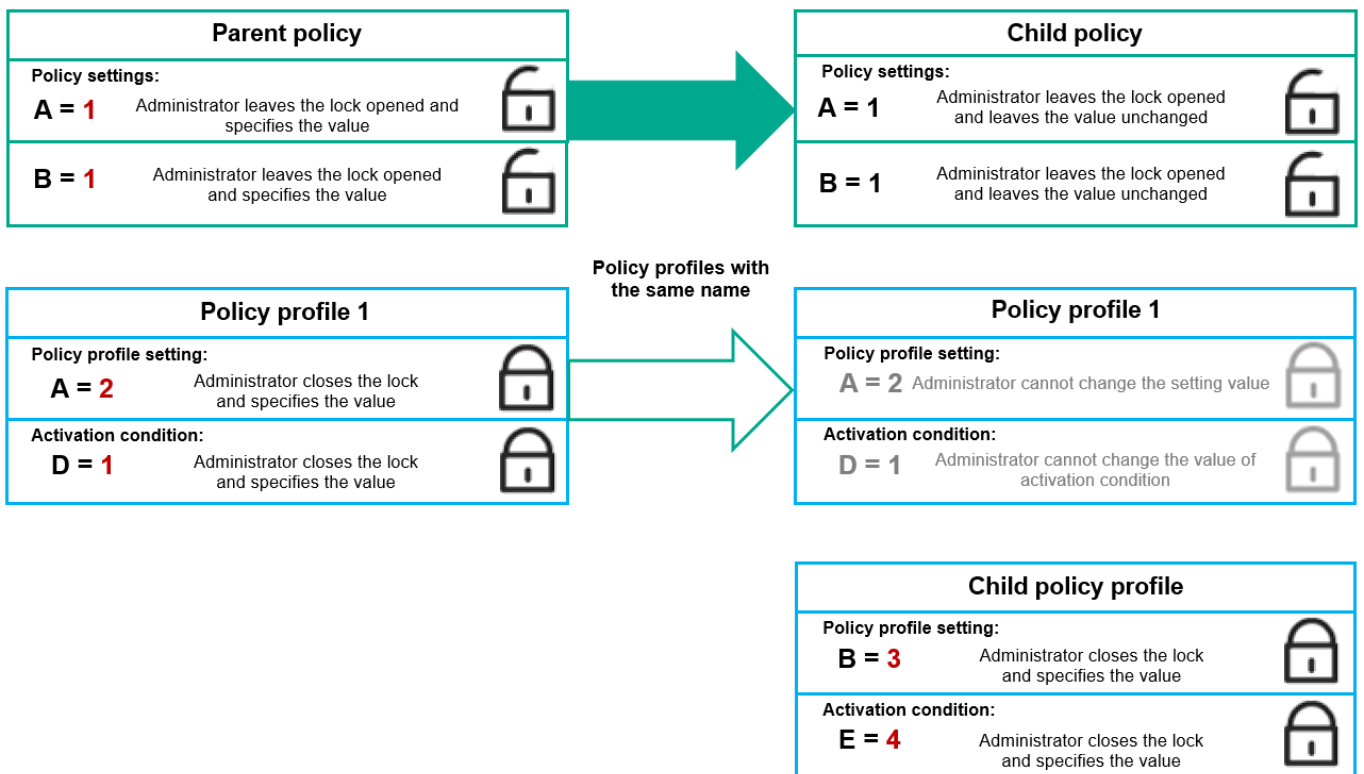 Parent policy
Policy settings:
A = 1
Administrator leaves the lock opened and
specifies the value
B = 1
Administrator leaves the lock opened
and specifies the value
Child policy
Policy settings:
A = 1
Administrator leaves the lock opened
and leaves the value unchanged
B = 1
Administrator leaves the lock opened
and leaves the value unchanged
Policy profiles with
the same name
Policy profile 1
Policy profile setting:
A = 2
Administrator closes the lock
and specifies the value
Activation condition:
D = 1
Administrator closes the lock
and specifies the value
Policy profile 1
Policy profile setting:
A = 2 Administrator cannot change the setting value
Activation condition:
D = 1
Administrator cannot change the value of
activation condition
Child policy profile
Policy profile setting:
B = 3
Administrator closes the lock
and specifies the value
Activation condition:
E = 4
Administrator closes the lock
and specifies the value